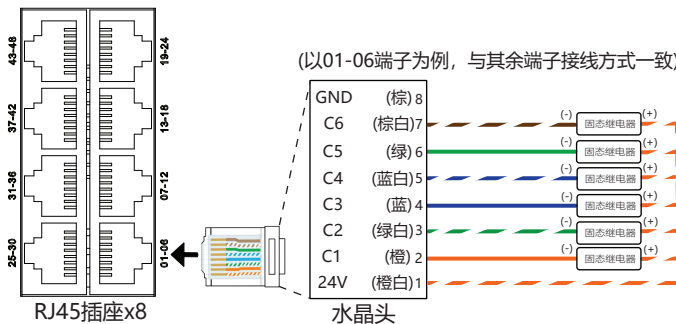 (以01-06端子为例，与其余端子接线方式一致)
43-48
19-24
37-42
13-18
31-36
07-12
25-30
01-06
RJ45插座x8
GND (棕) 8
C6 (棕白)7 (-) 固态继电器 (+)
C5 (绿) 6 (-) 固态继电器 (+)
C4 (蓝白)5 (-) 固态继电器 (+)
C3 (蓝) 4 (-) 固态继电器 (+)
C2 (绿白)3 (-) 固态继电器 (+)
C1 (橙) 2 (-) 固态继电器 (+)
24V (橙白)1
水晶头